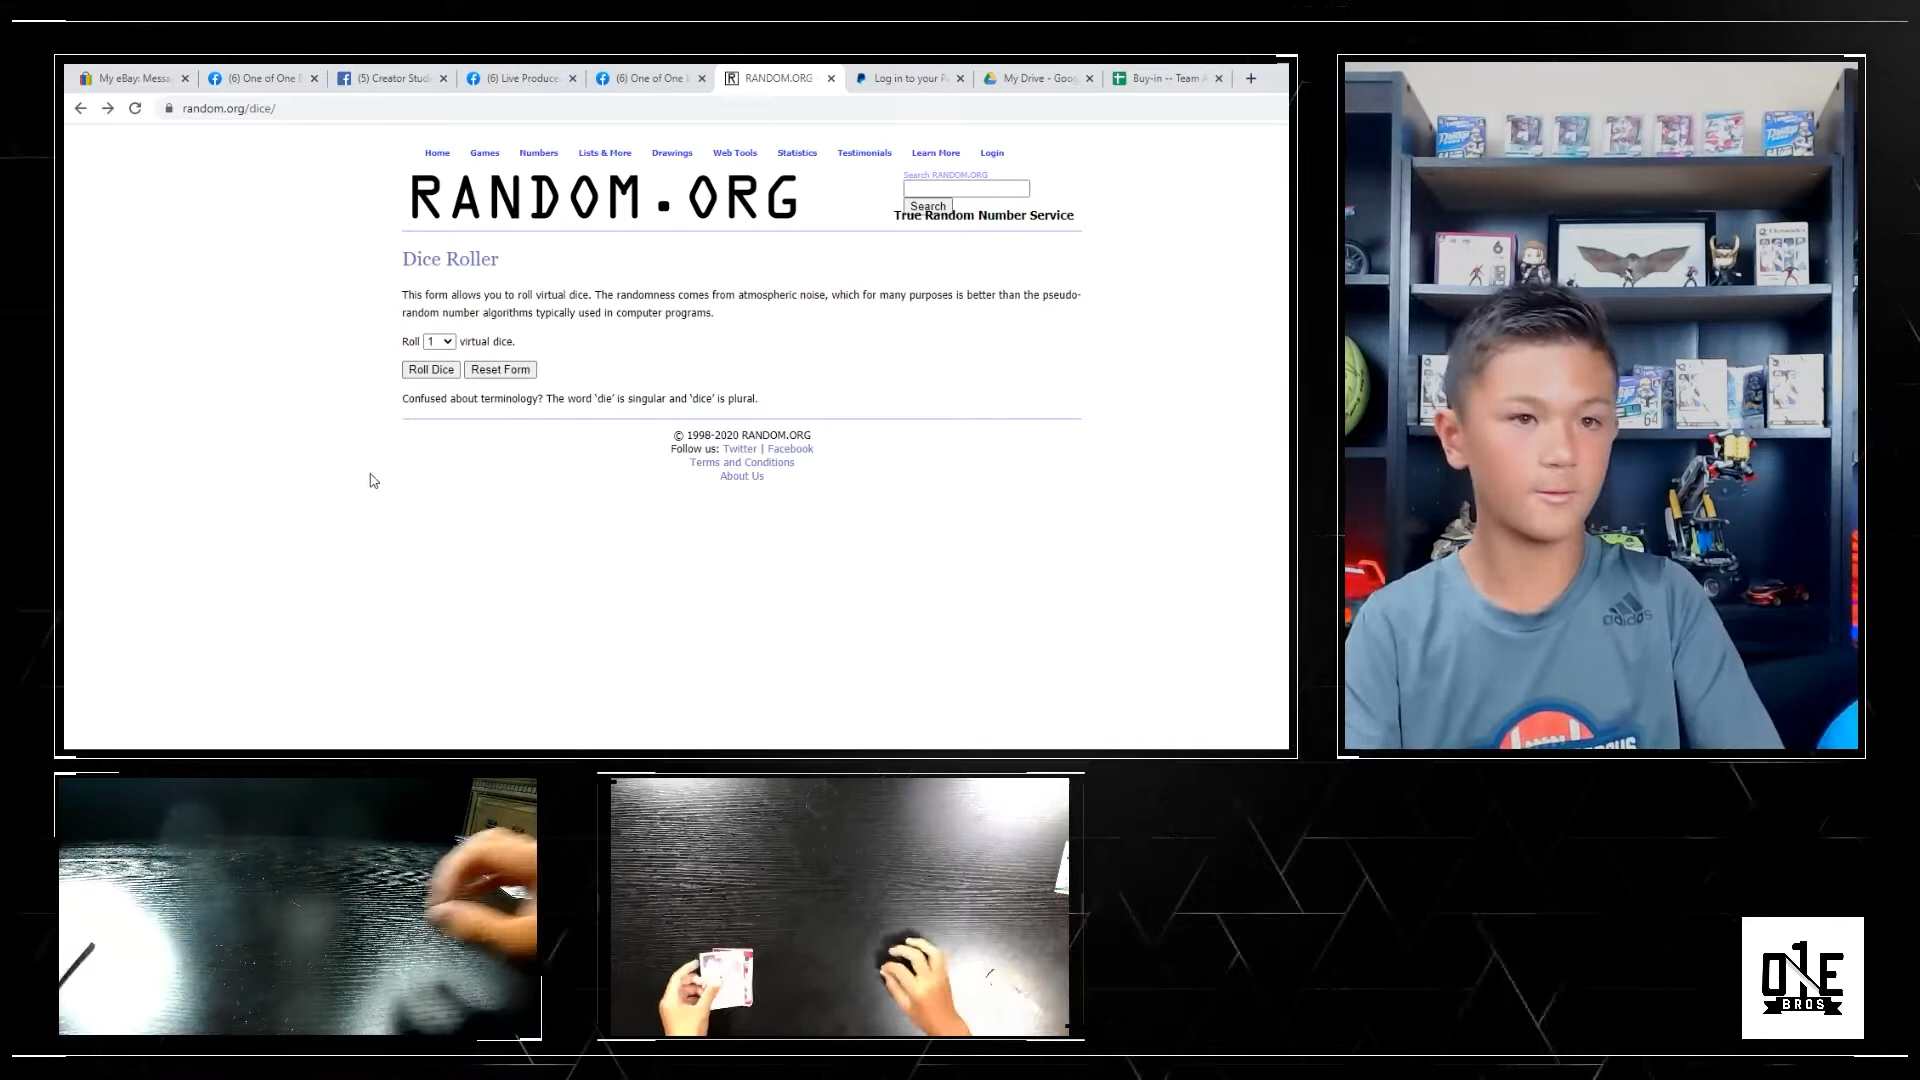 My eBay: Messa
(6) One of One B
(5) Creator Studi
(6) Live Produce
(6) One of One B
RANDOM.ORG -
Log in to your P
My Drive - Goog
Buy-in -- Team A
random.org/dice/
Home Games Numbers Lists & More Drawings Web Tools Statistics Testimonials Learn More Login
RANDOM.ORG
Search RANDOM.ORG
Search
True Random Number Service
Dice Roller
This form allows you to roll virtual dice. The randomness comes from atmospheric noise, which for many purposes is better than the pseudo-
random number algorithms typically used in computer programs.
Roll 1 virtual dice.
Roll Dice Reset Form
Confused about terminology? The word ‘die’ is singular and ‘dice’ is plural.
© 1998-2020 RANDOM.ORG
Follow us: Twitter | Facebook
Terms and Conditions
About Us
6
64
adidas
ONE
BROS